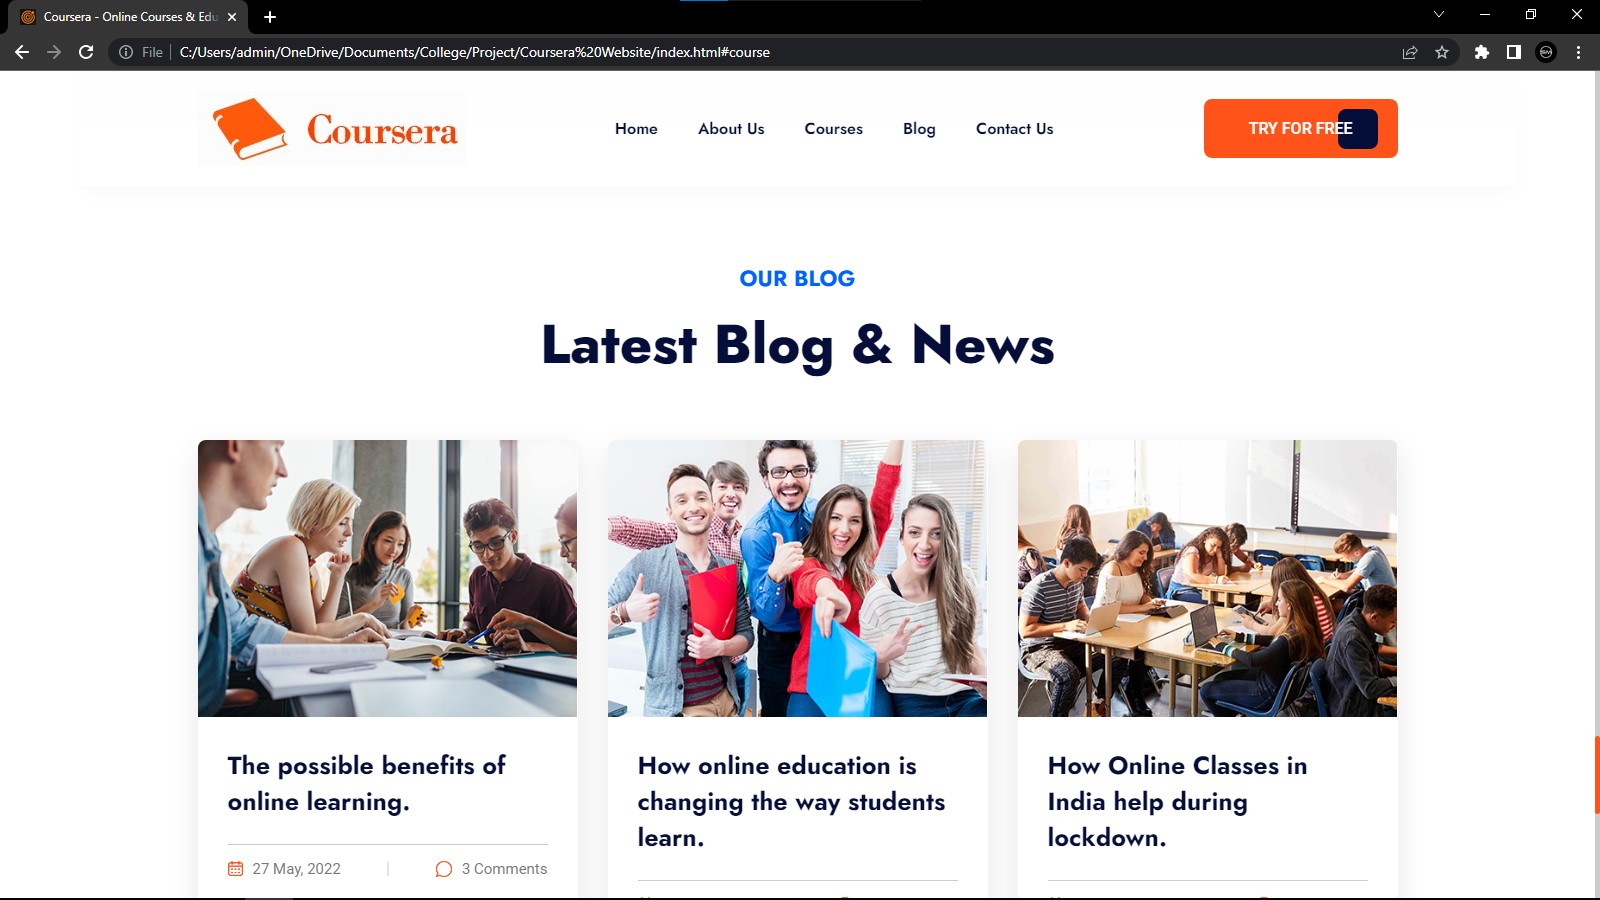 Coursera - Online Courses & Edu
File
C:/Users/admin/OneDrive/Documents/College/Project/Coursera%20Website/index.html#course
Coursera
Home
About Us
Courses
Blog
Contact Us
TRY FOR FREE
OUR BLOG
Latest Blog & News
The possible benefits of
online learning.
27 May, 2022
3 Comments
How online education is
changing the way students
learn.
How Online Classes in
India help during
lockdown.